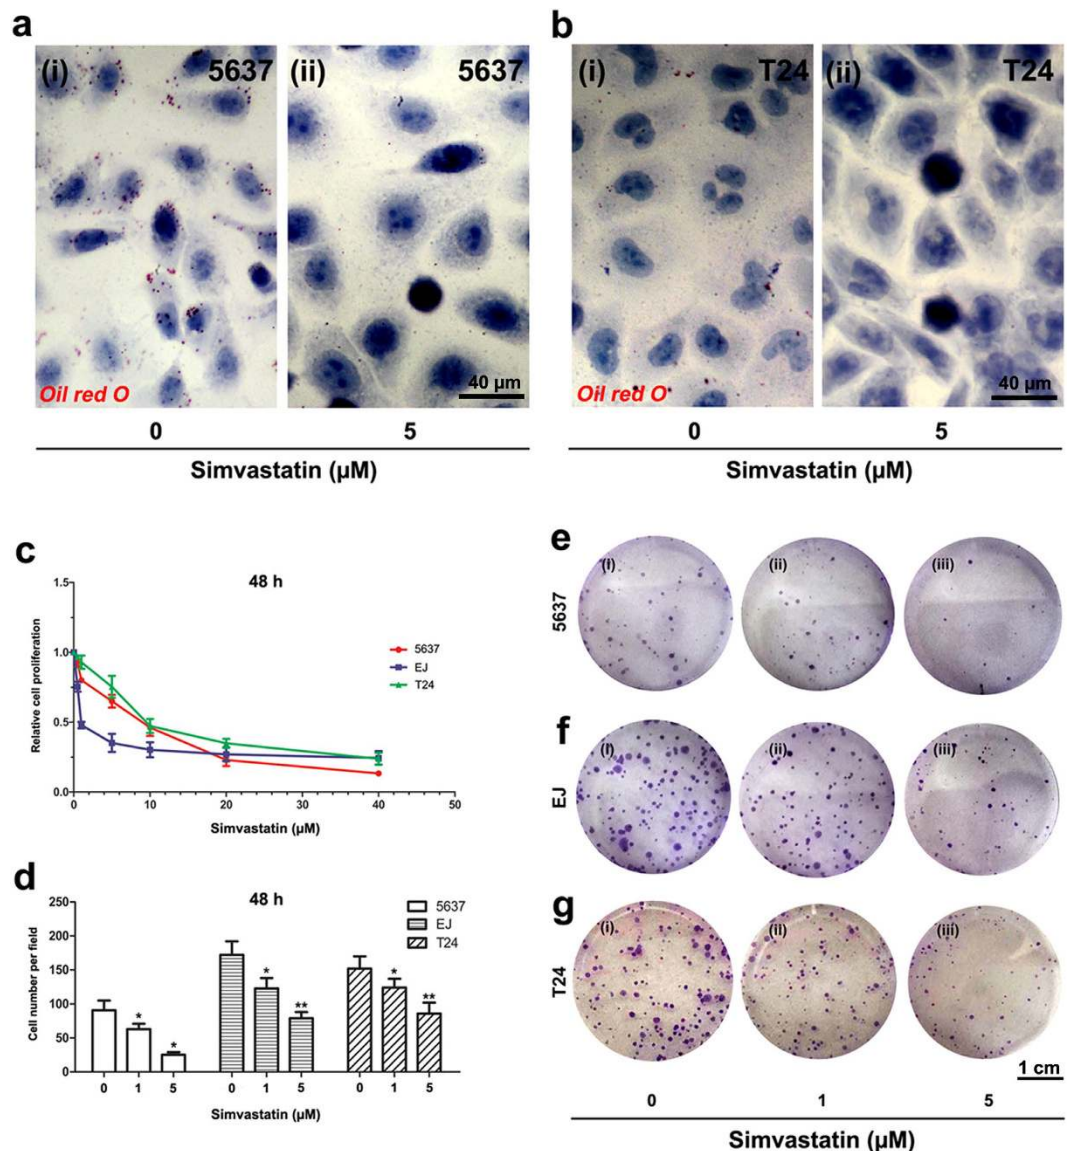 a
(i) 5637
(ii) 5637
Oil red O
40 µm
0 5
Simvastatin (µM)
b
(i) T24
(ii) T24
Oil red O
40 µm
0 5
Simvastatin (µM)
c
48 h
1.5
1.0
0.5
0.0
0 10 20 30 40 50
Relative cell proliferation
Simvastatin (µM)
5637
EJ
T24
d
48 h
250
200
150
100
50
0
Cell number per field
5637
EJ
T24
* *
* **
* **
0 1 5 0 1 5 0 1 5
Simvastatin (µM)
e
5637
(i) (ii) (iii)
f
EJ
(i) (ii) (iii)
g
T24
(i) (ii) (iii)
1 cm
0 1 5
Simvastatin (µM)